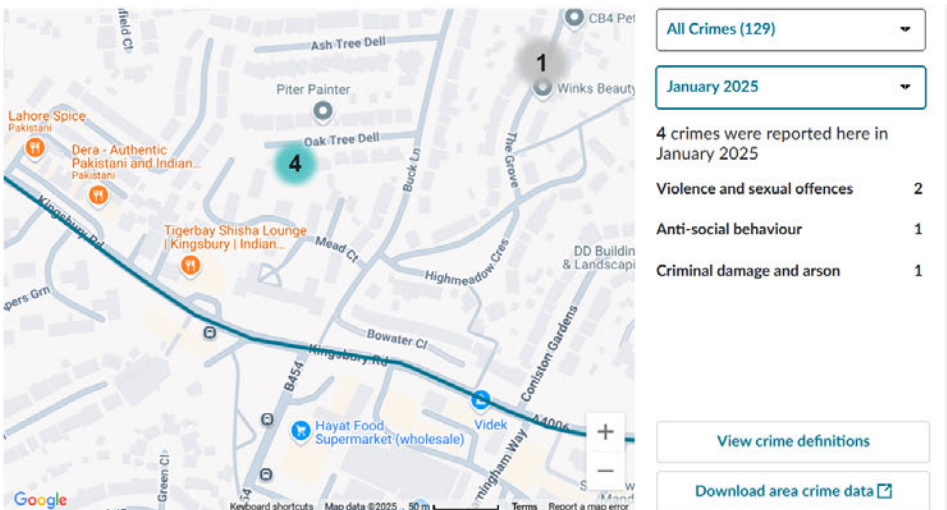 field Cl
CB4 Pet
Ash Tree Dell
1
Piter Painter
Winks Beauty
Lahore Spice
Pakistani
Oak Tree Dell
Dera - Authentic
Pakistani and Indian...
Pakistani
4
Buck Ln
The Grove
Kingsbury Rd
Tigerbay Shisha Lounge
| Kingsbury | Indian...
Mead Ct
DD Buildin
& Landscapi
Highmeadow Cres
pers Grn
Bowater Cl
Kingsbury Rd
Coniston Gardens
B454
Videk
A4006
Hayat Food
Supermarket (wholesale)
+
−
Green Cl
454
rningham Way
Google
Keyboard shortcuts Map data ©2025 50 m Terms Report a map error
All Crimes (129)
January 2025
4 crimes were reported here in
January 2025
Violence and sexual offences 2
Anti-social behaviour 1
Criminal damage and arson 1
View crime definitions
Download area crime data